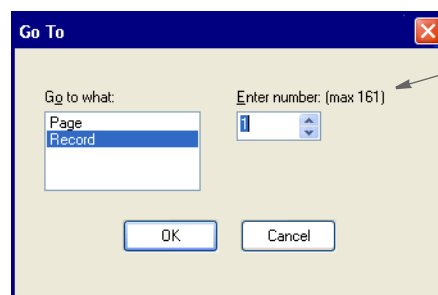 Go To
Go to what:
Enter number: (max 161)
Page
Record
1
OK
Cancel